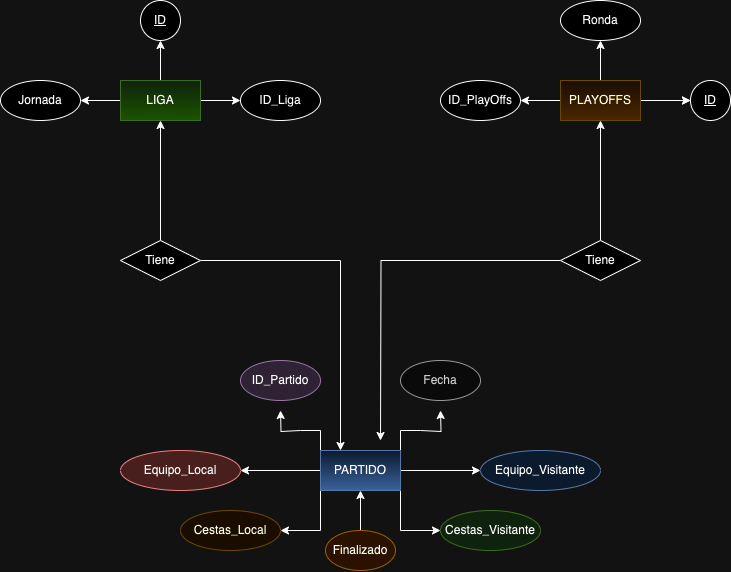 ID
Ronda
Jornada
LIGA
ID_Liga
ID_PlayOffs
PLAYOFFS
ID
Tiene
Tiene
ID_Partido
Fecha
Equipo_Local
PARTIDO
Equipo_Visitante
Cestas_Local
Cestas_Visitante
Finalizado